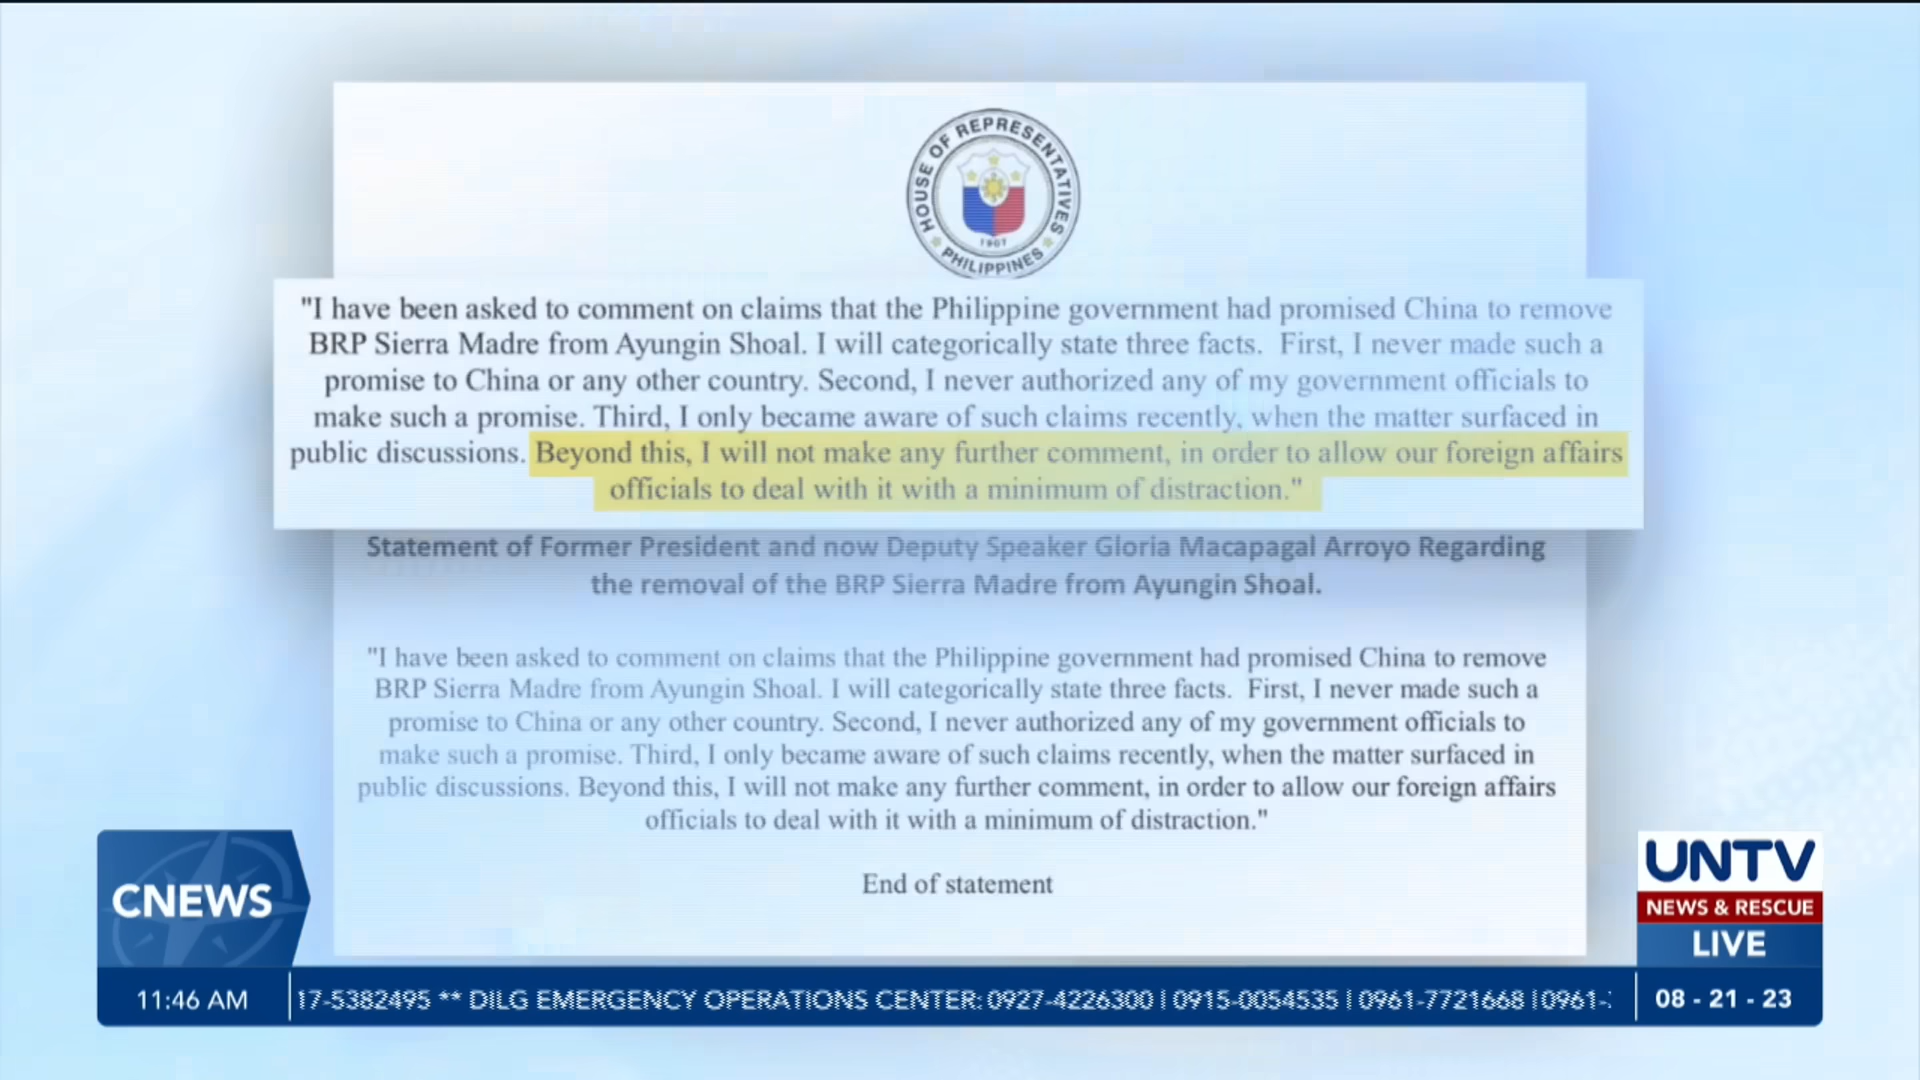 HOUSE OF REPRESENTATIVES
1907
PHILIPPINES
"I have been asked to comment on claims that the Philippine government had promised China to remove
BRP Sierra Madre from Ayungin Shoal. I will categorically state three facts.  First, I never made such a
promise to China or any other country. Second, I never authorized any of my government officials to
make such a promise. Third, I only became aware of such claims recently, when the matter surfaced in
public discussions. Beyond this, I will not make any further comment, in order to allow our foreign affairs
officials to deal with it with a minimum of distraction."
Statement of Former President and now Deputy Speaker Gloria Macapagal Arroyo Regarding
the removal of the BRP Sierra Madre from Ayungin Shoal.
"I have been asked to comment on claims that the Philippine government had promised China to remove
BRP Sierra Madre from Ayungin Shoal. I will categorically state three facts.  First, I never made such a
promise to China or any other country. Second, I never authorized any of my government officials to
make such a promise. Third, I only became aware of such claims recently, when the matter surfaced in
public discussions. Beyond this, I will not make any further comment, in order to allow our foreign affairs
officials to deal with it with a minimum of distraction."
End of statement
CNEWS
UNTV
NEWS & RESCUE
LIVE
11:46 AM
17-5382495 ** DILG EMERGENCY OPERATIONS CENTER: 0927-4226300 | 0915-0054535 | 0961-7721668 | 0961-
08 - 21 - 23